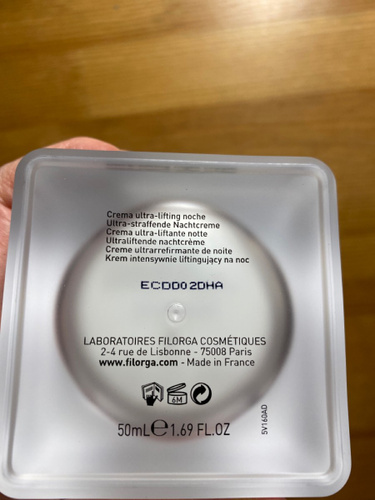 Crema ultra-lifting noche
Ultra-straffende Nachtcreme
Crema ultra-liftante notte
Ultraliftende nachtcrème
Creme ultrarrefirmante de noite
Krem intensywnie liftingujący na noc
ECDD02DHA
LABORATOIRES FILORGA COSMÉTIQUES
2-4 rue de Lisbonne - 75008 Paris
www.filorga.com - Made in France
6M
50mL℮1.69 FL.OZ
5V160AD